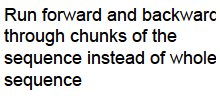 Run forward and backward
through chunks of the
sequence instead of whole
sequence